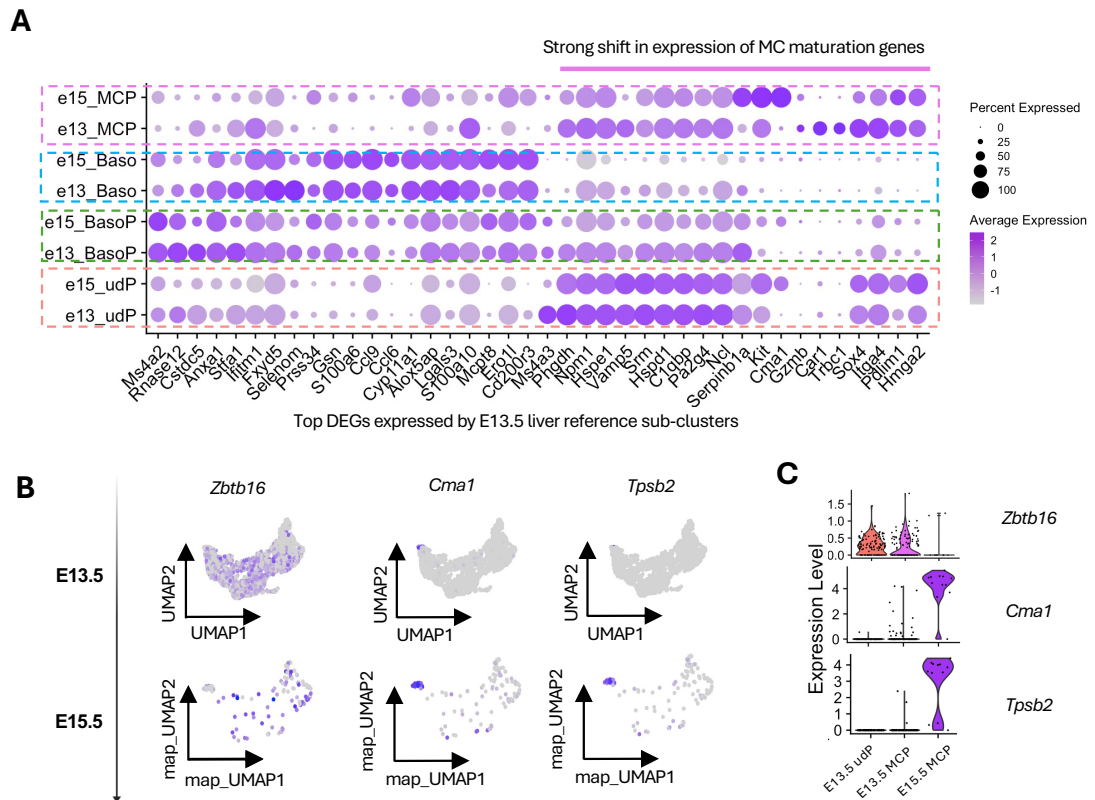 A
Strong shift in expression of MC maturation genes
e15_MCP
e13_MCP
e15_Baso
e13_Baso
e15_BasoP
e13_BasoP
e15_udP
e13_udP
Ms4a2 Rnase12 Cstdc5 Anxa1 Stfa1 Ifitm1 Fxyd5 Selenom Prss34 Gsn S100a6 Ccl9 Ccl6 Cyp11a1 Alox5ap Lgals3 S100a10 Mcpt8 Ero1l Cd200r3 Ms4a3 Phgdh Npm1 Hspe1 Vamp5 Srm Hspd1 C1qbp Pa2g4 Ncl Serpinb1a Kit Cma1 Gzmb Car1 Trbc1 Sox4 Itga4 Pdlim1 Hmga2
Top DEGs expressed by E13.5 liver reference sub-clusters
Percent Expressed
0
25
50
75
100
Average Expression
2
1
0
-1
B
Zbtb16 Cma1 Tpsb2
E13.5
UMAP2 UMAP2 UMAP2
UMAP1 UMAP1 UMAP1
E15.5
map_UMAP2 map_UMAP2 map_UMAP2
map_UMAP1 map_UMAP1 map_UMAP1
C
Expression Level
1.5
1.0
0.5
0.0
Zbtb16
4
2
0
Cma1
4
3
2
1
0
Tpsb2
E13.5 udP E13.5 MCP E15.5 MCP